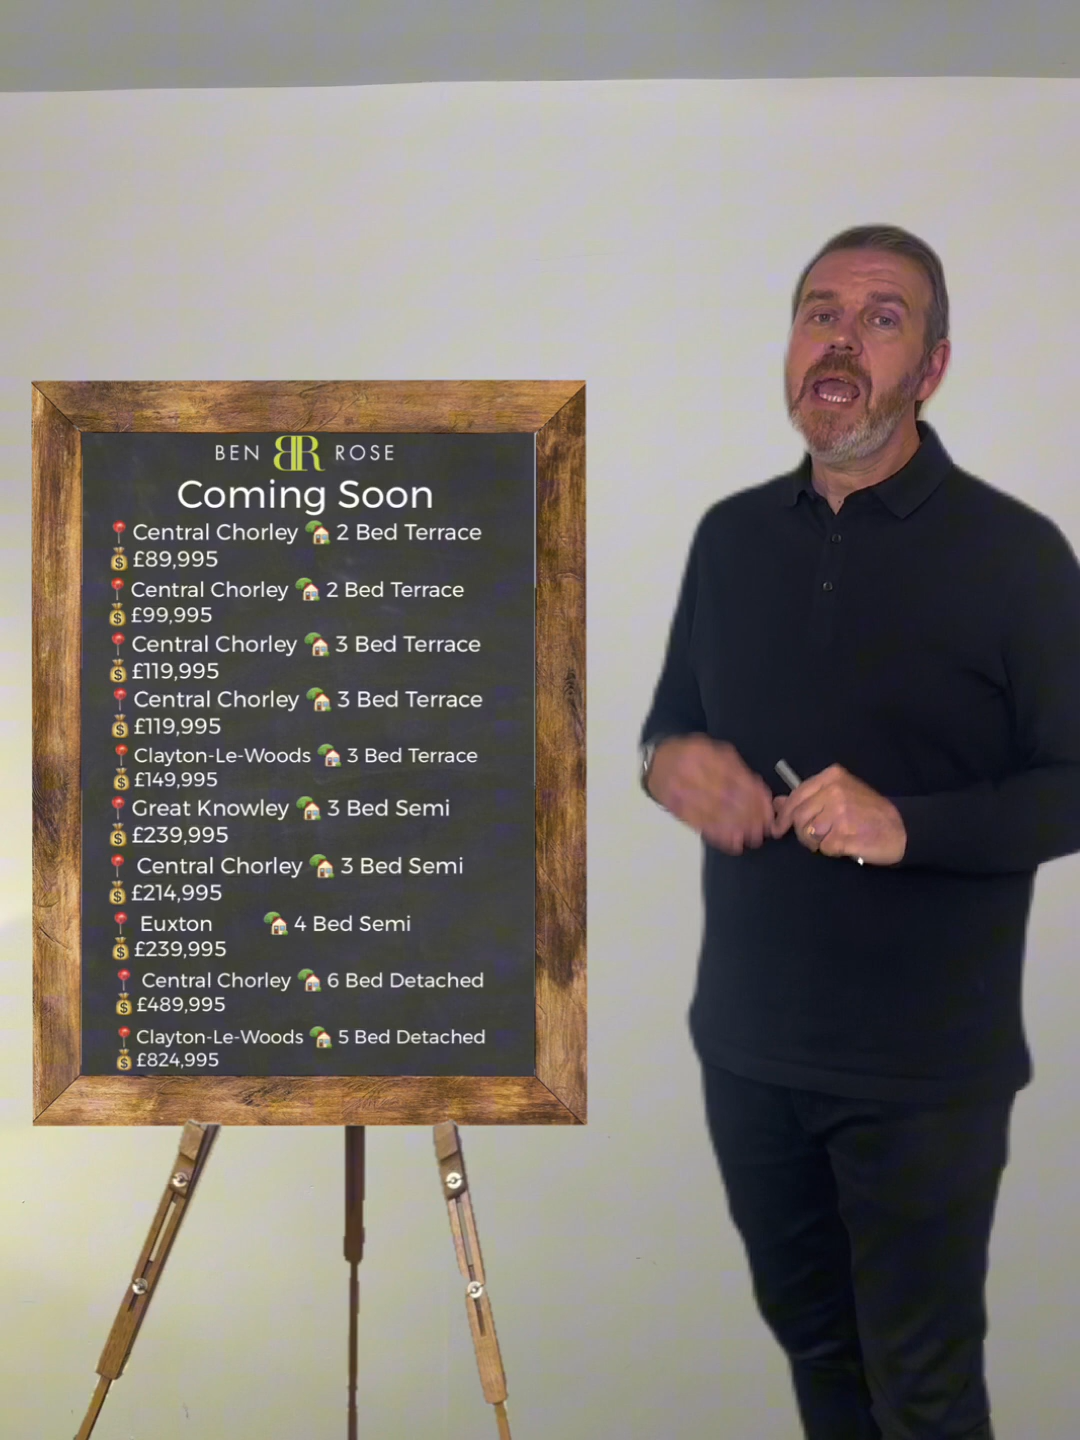 BEN BR ROSE
Coming Soon
📍Central Chorley 🏡 2 Bed Terrace
💰£89,995
📍Central Chorley 🏡 2 Bed Terrace
💰£99,995
📍Central Chorley 🏡 3 Bed Terrace
💰£119,995
📍Central Chorley 🏡 3 Bed Terrace
💰£119,995
📍Clayton-Le-Woods 🏡 3 Bed Terrace
💰£149,995
📍Great Knowley 🏡 3 Bed Semi
💰£239,995
📍Central Chorley 🏡 3 Bed Semi
💰£214,995
📍Euxton 🏡 4 Bed Semi
💰£239,995
📍Central Chorley 🏡 6 Bed Detached
💰£489,995
📍Clayton-Le-Woods 🏡 5 Bed Detached
💰£824,995